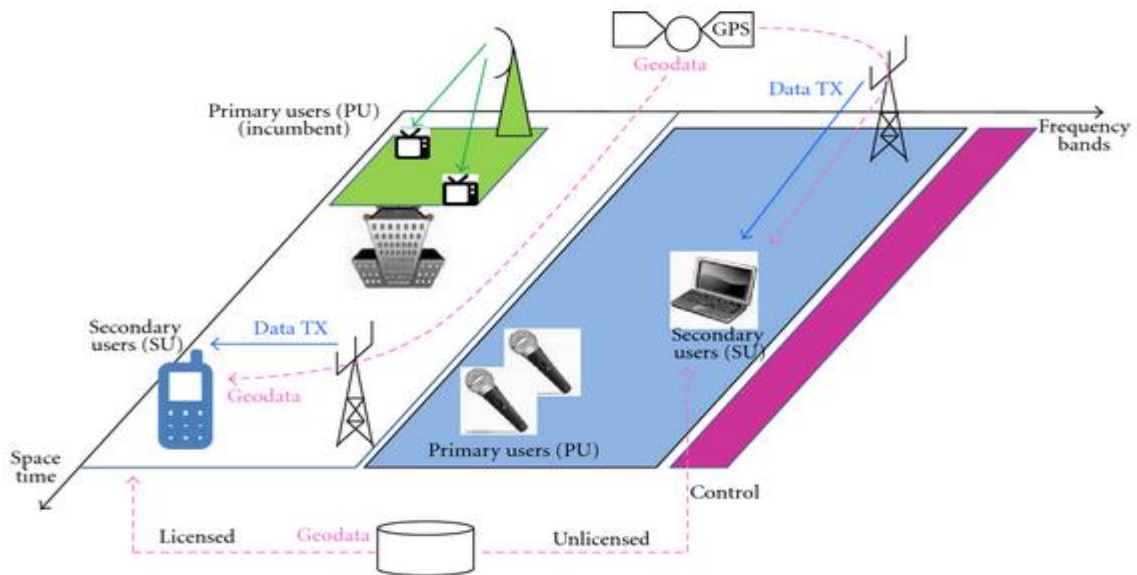 GPS
Geodata
Data TX
Primary users (PU)
(incumbent)
Frequency
bands
Secondary
users (SU)
Data TX
Geodata
Secondary
users (SU)
Primary users (PU)
Space
time
Control
Licensed
Geodata
Unlicensed